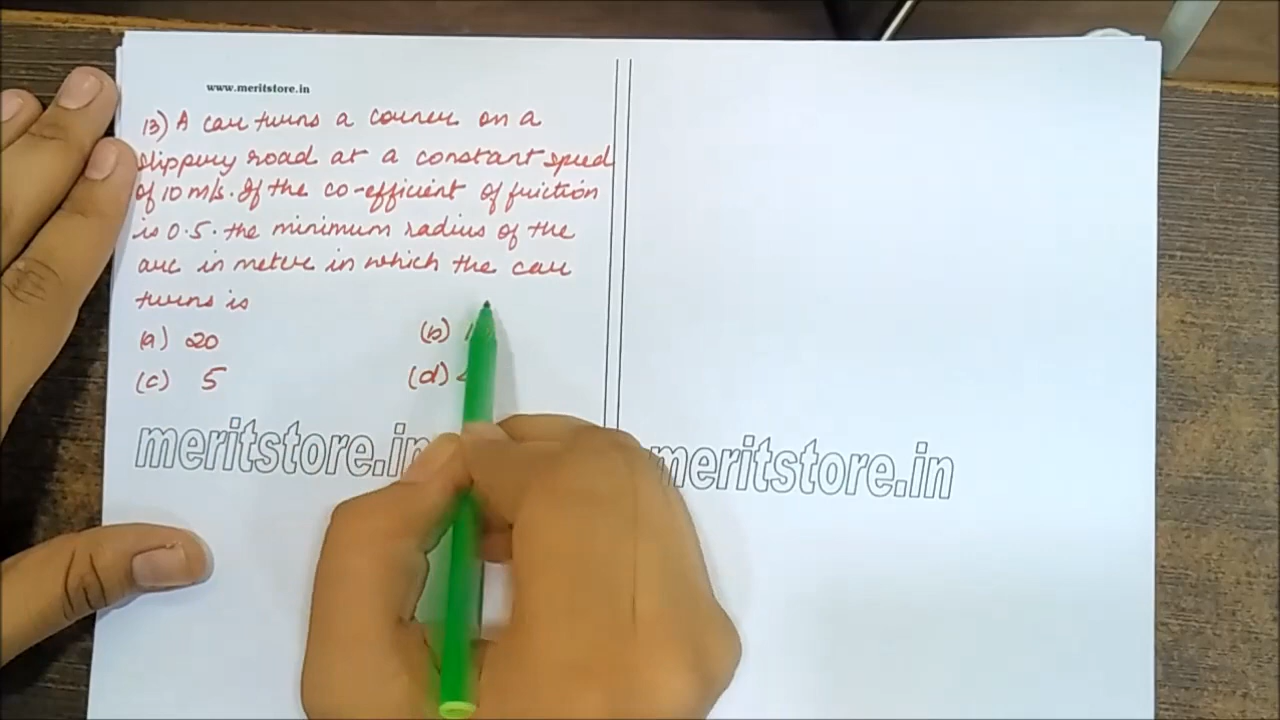 www.meritstore.in
13) A car turns a corner on a
slippery road at a constant speed
of 10 m/s. If the co-efficient of friction
is 0.5. the minimum radius of the
arc in metre in which the car
turns is
(a) 20
(b)
(c) 5
(d)
meritstore.in
meritstore.in